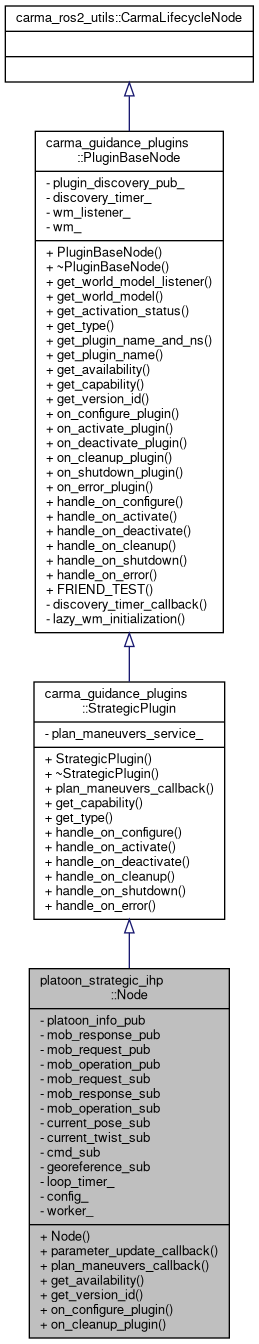 carma_ros2_utils::CarmaLifecycleNode
carma_guidance_plugins
::PluginBaseNode
- plugin_discovery_pub_
- discovery_timer_
- wm_listener_
- wm_
+ PluginBaseNode()
+ ~PluginBaseNode()
+ get_world_model_listener()
+ get_world_model()
+ get_activation_status()
+ get_type()
+ get_plugin_name_and_ns()
+ get_plugin_name()
+ get_availability()
+ get_capability()
+ get_version_id()
+ on_configure_plugin()
+ on_activate_plugin()
+ on_deactivate_plugin()
+ on_cleanup_plugin()
+ on_shutdown_plugin()
+ on_error_plugin()
+ handle_on_configure()
+ handle_on_activate()
+ handle_on_deactivate()
+ handle_on_cleanup()
+ handle_on_shutdown()
+ handle_on_error()
+ FRIEND_TEST()
- discovery_timer_callback()
- lazy_wm_initialization()
carma_guidance_plugins
::StrategicPlugin
- plan_maneuvers_service_
+ StrategicPlugin()
+ ~StrategicPlugin()
+ plan_maneuvers_callback()
+ get_capability()
+ get_type()
+ handle_on_configure()
+ handle_on_activate()
+ handle_on_deactivate()
+ handle_on_cleanup()
+ handle_on_shutdown()
+ handle_on_error()
platoon_strategic_ihp
::Node
- platoon_info_pub
- mob_response_pub
- mob_request_pub
- mob_operation_pub
- mob_request_sub
- mob_response_sub
- mob_operation_sub
- current_pose_sub
- current_twist_sub
- cmd_sub
- georeference_sub
- loop_timer_
- config_
- worker_
+ Node()
+ parameter_update_callback()
+ plan_maneuvers_callback()
+ get_availability()
+ get_version_id()
+ on_configure_plugin()
+ on_cleanup_plugin()